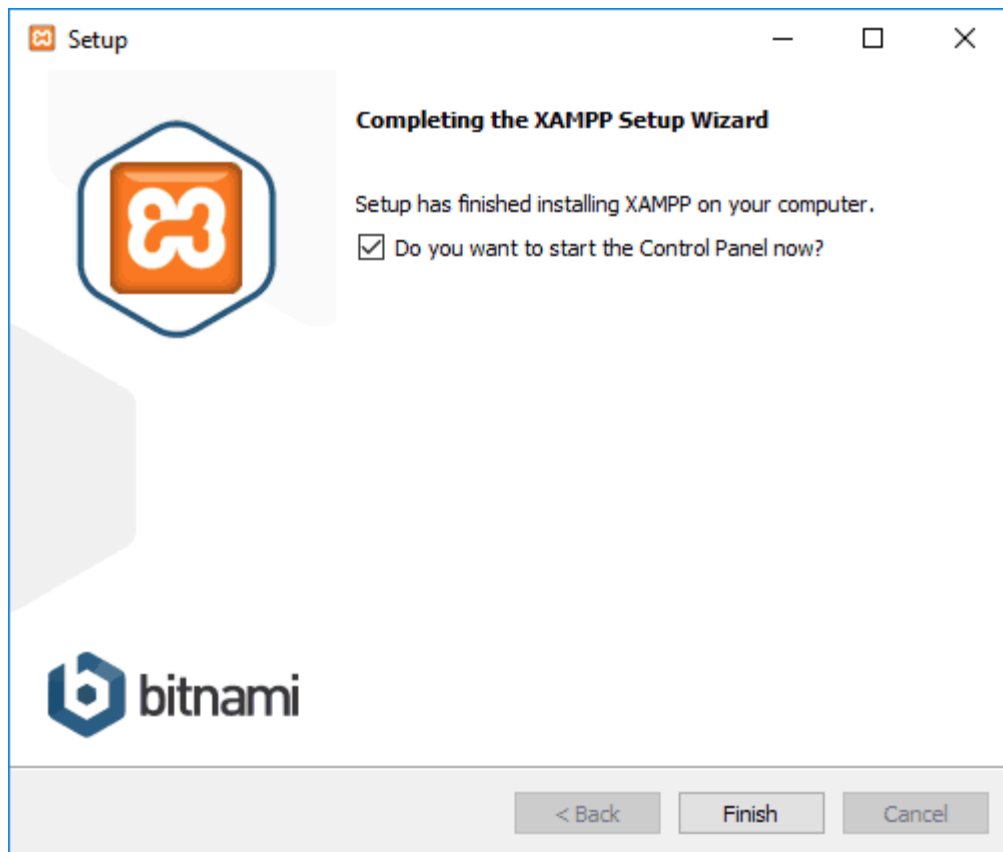 Setup
Completing the XAMPP Setup Wizard
Setup has finished installing XAMPP on your computer.
Do you want to start the Control Panel now?
bitnami
< Back
Finish
Cancel